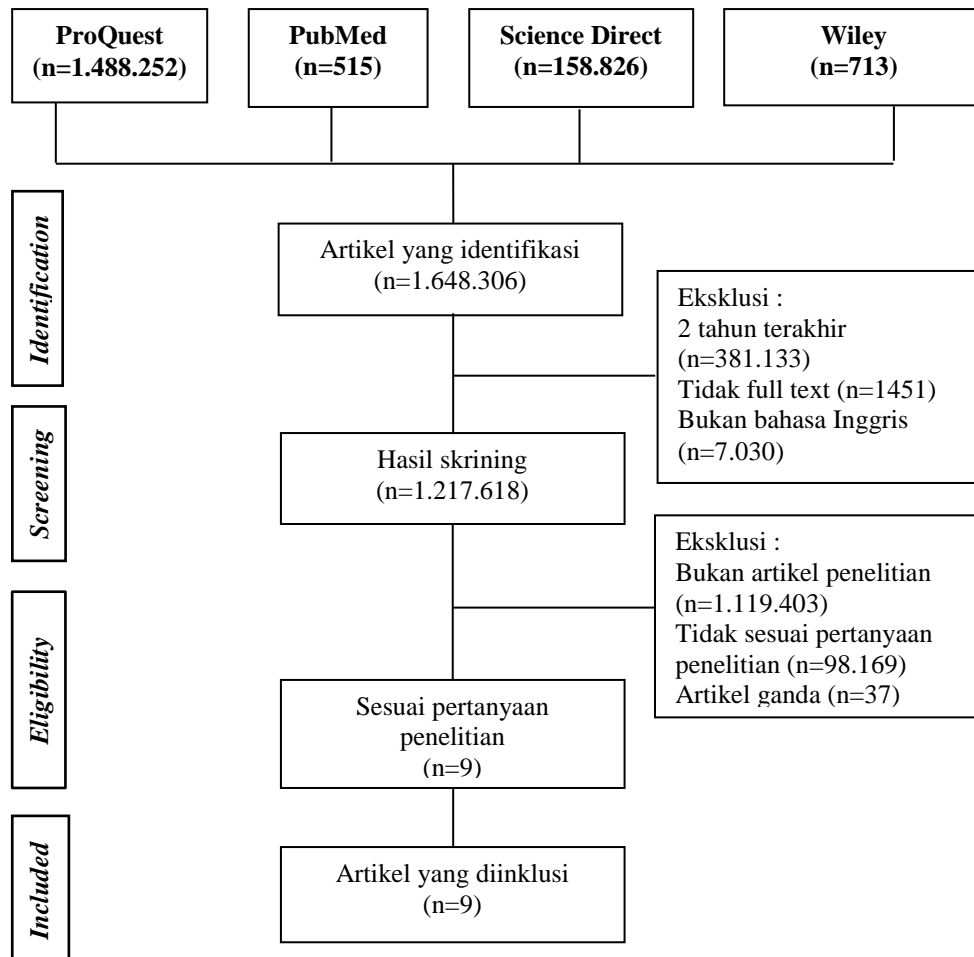 ProQuest
(n=1.488.252)
PubMed
(n=515)
Science Direct
(n=158.826)
Wiley
(n=713)
Identification
Artikel yang identifikasi
(n=1.648.306)
Eksklusi :
2 tahun terakhir
(n=381.133)
Tidak full text (n=1451)
Bukan bahasa Inggris
(n=7.030)
Screening
Hasil skrining
(n=1.217.618)
Eksklusi :
Bukan artikel penelitian
(n=1.119.403)
Tidak sesuai pertanyaan
penelitian (n=98.169)
Artikel ganda (n=37)
Eligibility
Sesuai pertanyaan
penelitian
(n=9)
Included
Artikel yang diinklusi
(n=9)